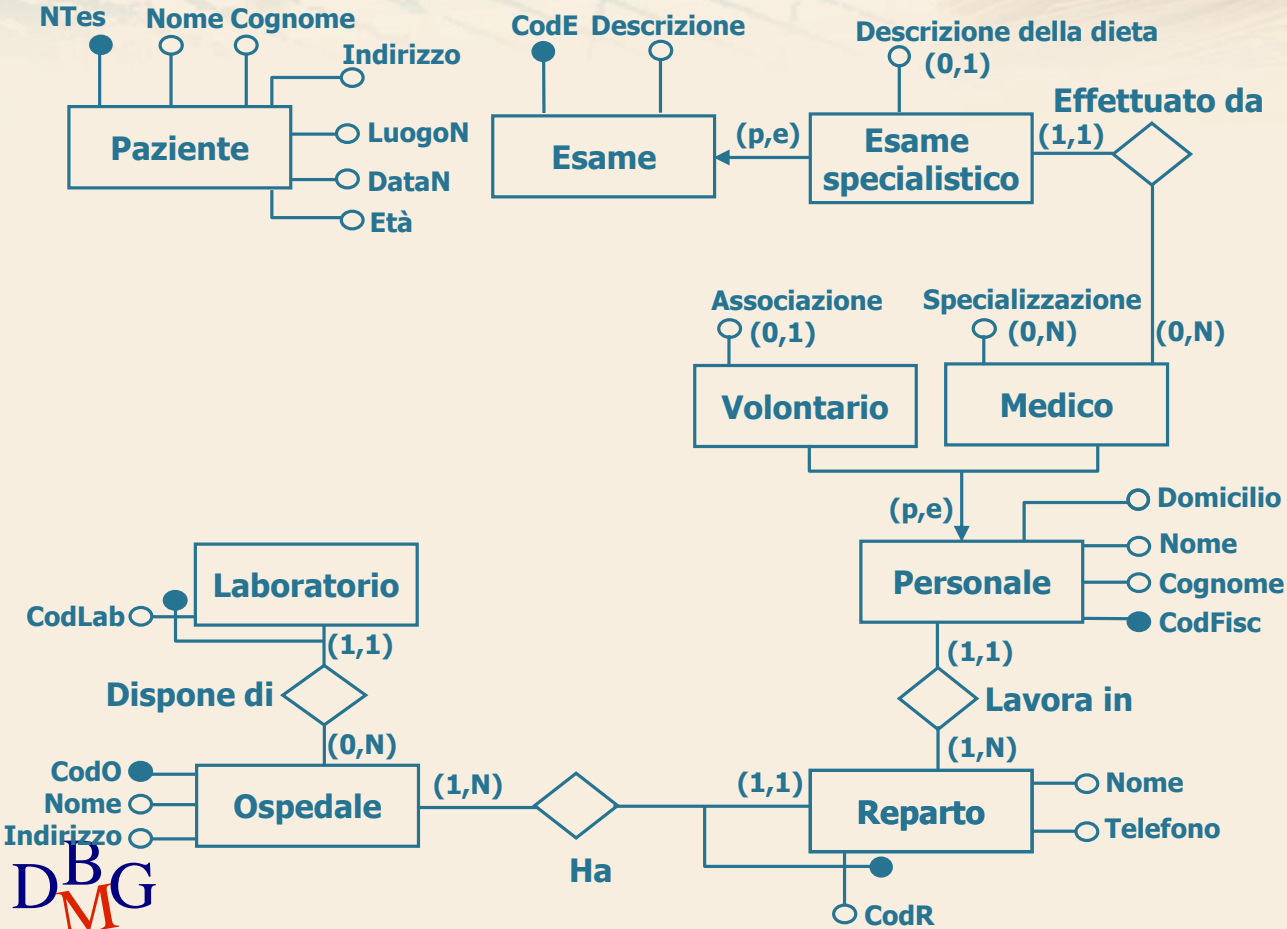 NTes Nome Cognome
Indirizzo
Paziente
LuogoN
DataN
Età
CodE Descrizione
Esame
(p,e)
Descrizione della dieta
(0,1)
Esame
specialistico
(1,1)
Effettuato da
(0,N)
Associazione
(0,1)
Volontario
Specializzazione
(0,N)
Medico
(p,e)
Personale
Domicilio
Nome
Cognome
CodFisc
(1,1)
Lavora in
(1,N)
Laboratorio
CodLab
(1,1)
Dispone di
(0,N)
CodO
Nome
Indirizzo
Ospedale
(1,N)
Ha
(1,1)
Reparto
Nome
Telefono
CodR
DBMG